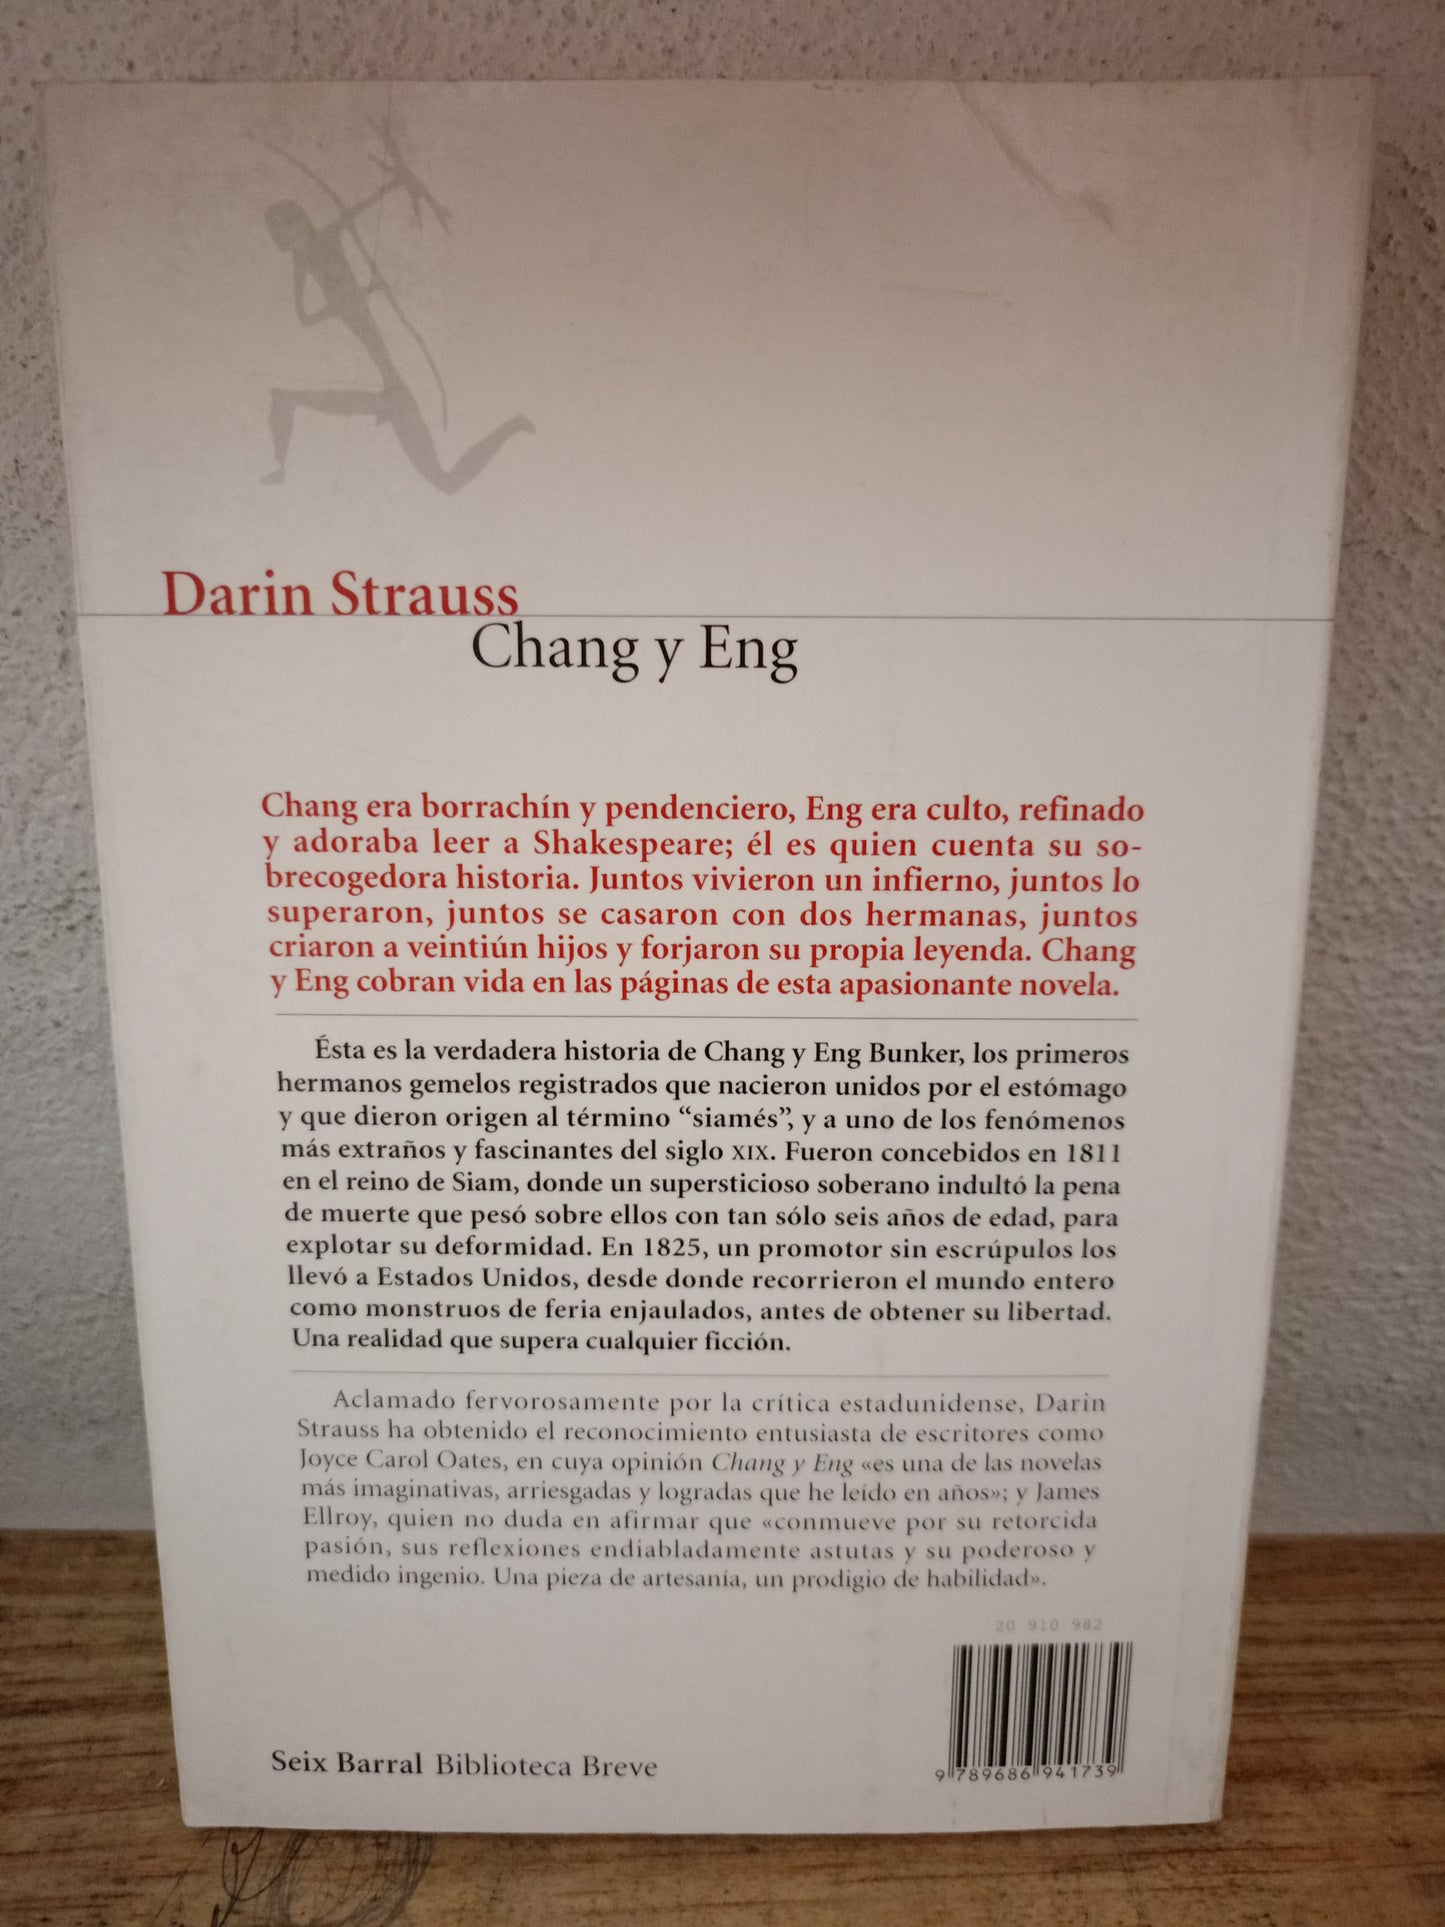 Darin Strauss
Chang y Eng
Chang era borrachín y pendenciero, Eng era culto, refinado
y adoraba leer a Shakespeare; él es quien cuenta su so-
brecogedora historia. Juntos vivieron un infierno, juntos lo
superaron, juntos se casaron con dos hermanas, juntos
criaron a veintiún hijos y forjaron su propia leyenda. Chang
y Eng cobran vida en las páginas de esta apasionante novela.
Ésta es la verdadera historia de Chang y Eng Bunker, los primeros
hermanos gemelos registrados que nacieron unidos por el estómago
y que dieron origen al término “siamés”, y a uno de los fenómenos
más extraños y fascinantes del siglo XIX. Fueron concebidos en 1811
en el reino de Siam, donde un supersticioso soberano indultó la pena
de muerte que pesó sobre ellos con tan sólo seis años de edad, para
explotar su deformidad. En 1825, un promotor sin escrúpulos los
llevó a Estados Unidos, desde donde recorrieron el mundo entero
como monstruos de feria enjaulados, antes de obtener su libertad.
Una realidad que supera cualquier ficción.
Aclamado fervorosamente por la crítica estadunidense, Darin
Strauss ha obtenido el reconocimiento entusiasta de escritores como
Joyce Carol Oates, en cuya opinión Chang y Eng «es una de las novelas
más imaginativas, arriesgadas y logradas que he leído en años»; y James
Ellroy, quien no duda en afirmar que «conmueve por su retorcida
pasión, sus reflexiones endiabladamente astutas y su poderoso y
medido ingenio. Una pieza de artesanía, un prodigio de habilidad».
20 910 982
9 789686 941739
Seix Barral Biblioteca Breve